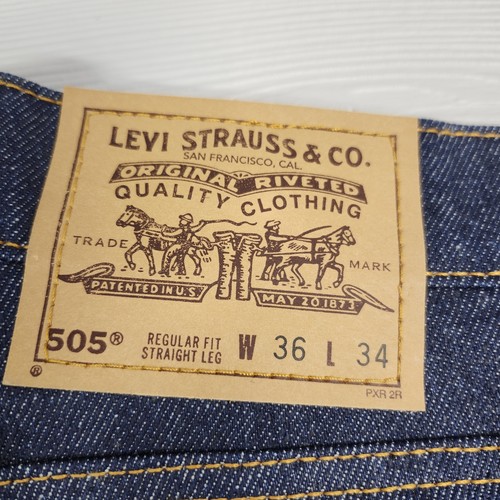 LEVI STRAUSS & CO.
SAN FRANCISCO, CAL.
ORIGINAL RIVETED
QUALITY CLOTHING
TRADE MARK
PATENTED IN U.S. MAY 20 1873
505® REGULAR FIT
STRAIGHT LEG W 36 L 34
®
PXR 2R